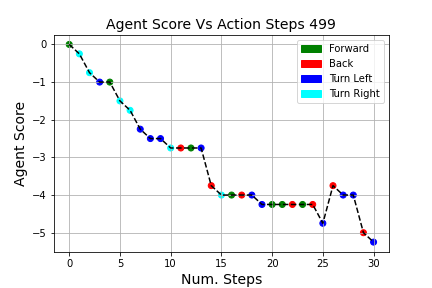 Agent Score Vs Action Steps 499
Forward
Back
Turn Left
Turn Right
Agent Score
0
−1
−2
−3
−4
−5
0 5 10 15 20 25 30
Num. Steps